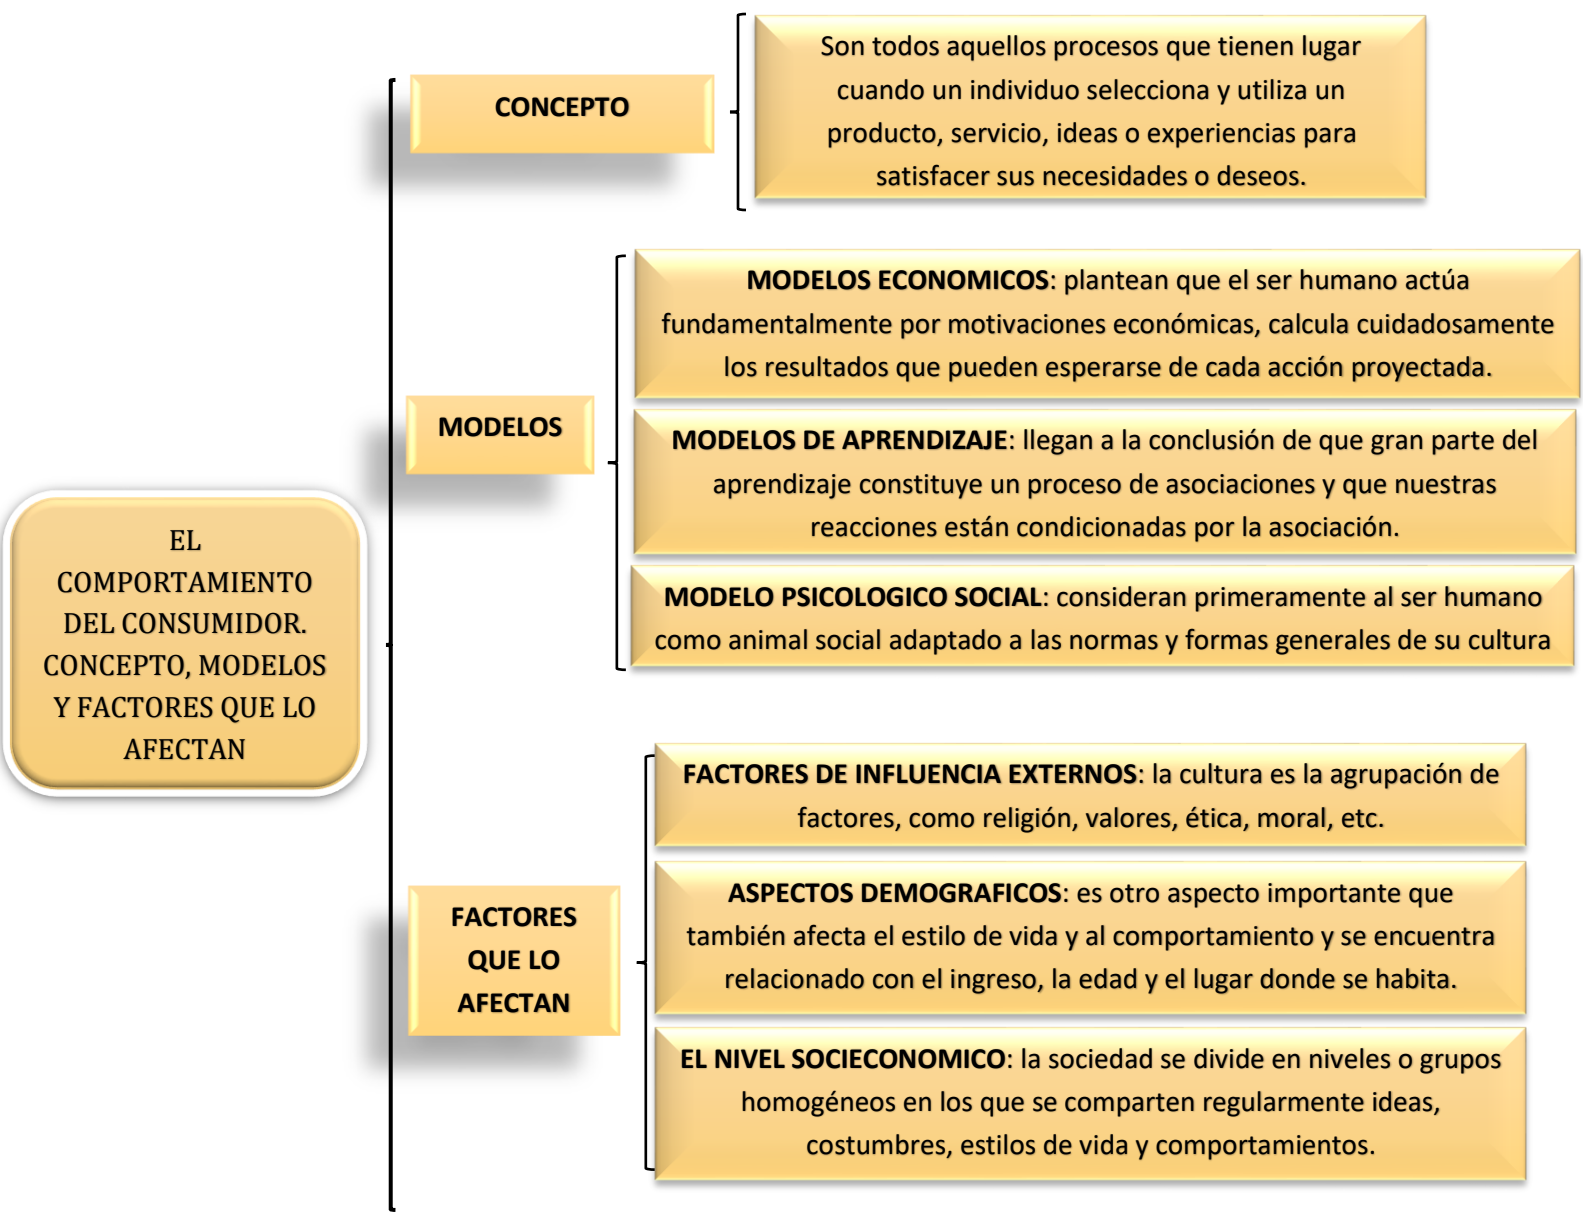 EL
COMPORTAMIENTO
DEL CONSUMIDOR.
CONCEPTO, MODELOS
Y FACTORES QUE LO
AFECTAN
CONCEPTO
Son todos aquellos procesos que tienen lugar
cuando un individuo selecciona y utiliza un
producto, servicio, ideas o experiencias para
satisfacer sus necesidades o deseos.
MODELOS
MODELOS ECONOMICOS: plantean que el ser humano actúa
fundamentalmente por motivaciones económicas, calcula cuidadosamente
los resultados que pueden esperarse de cada acción proyectada.
MODELOS DE APRENDIZAJE: llegan a la conclusión de que gran parte del
aprendizaje constituye un proceso de asociaciones y que nuestras
reacciones están condicionadas por la asociación.
MODELO PSICOLOGICO SOCIAL: consideran primeramente al ser humano
como animal social adaptado a las normas y formas generales de su cultura
FACTORES
QUE LO
AFECTAN
FACTORES DE INFLUENCIA EXTERNOS: la cultura es la agrupación de
factores, como religión, valores, ética, moral, etc.
ASPECTOS DEMOGRAFICOS: es otro aspecto importante que
también afecta el estilo de vida y al comportamiento y se encuentra
relacionado con el ingreso, la edad y el lugar donde se habita.
EL NIVEL SOCIECONOMICO: la sociedad se divide en niveles o grupos
homogéneos en los que se comparten regularmente ideas,
costumbres, estilos de vida y comportamientos.